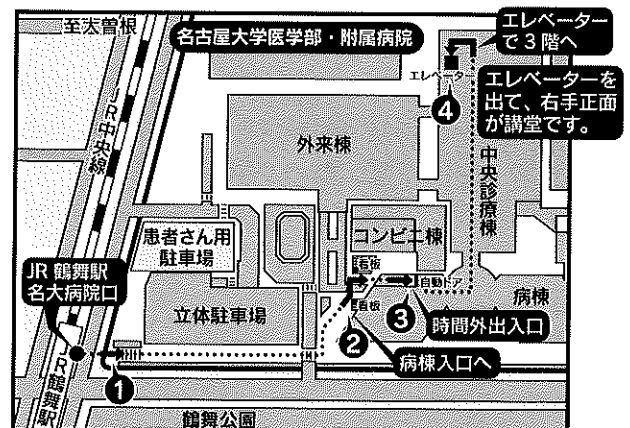 至大曽根
名古屋大学医学部・附属病院
エレベーター
で3階へ
エレベーター
エレベーターを
出て、右手正面
が講堂です。
4
JR中央線
外来棟
中央診療棟
患者さん用
駐車場
コンビニ棟
看板
自動ドア
病棟
JR 鶴舞駅
名大病院口
立体駐車場
看板
3
時間外出入口
2
病棟入口へ
1
JR鶴舞駅
鶴舞公園